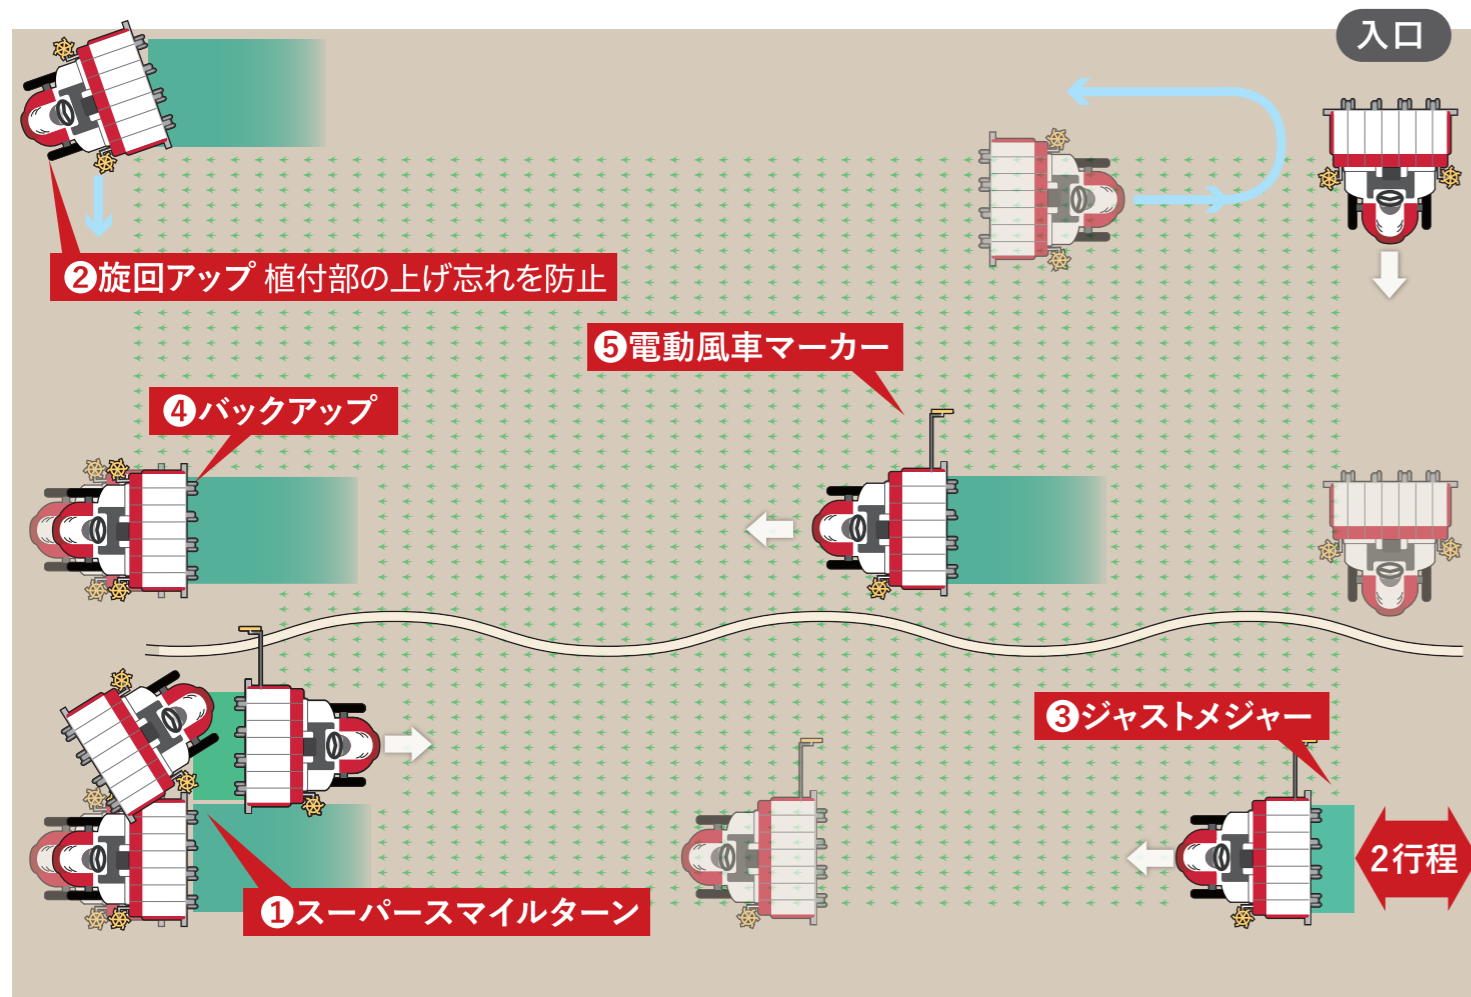 入口
❷旋回アップ 植付部の上げ忘れを防止
❺電動風車マーカー
❹バックアップ
❸ジャストメジャー
2行程
❶スーパースマイルターン